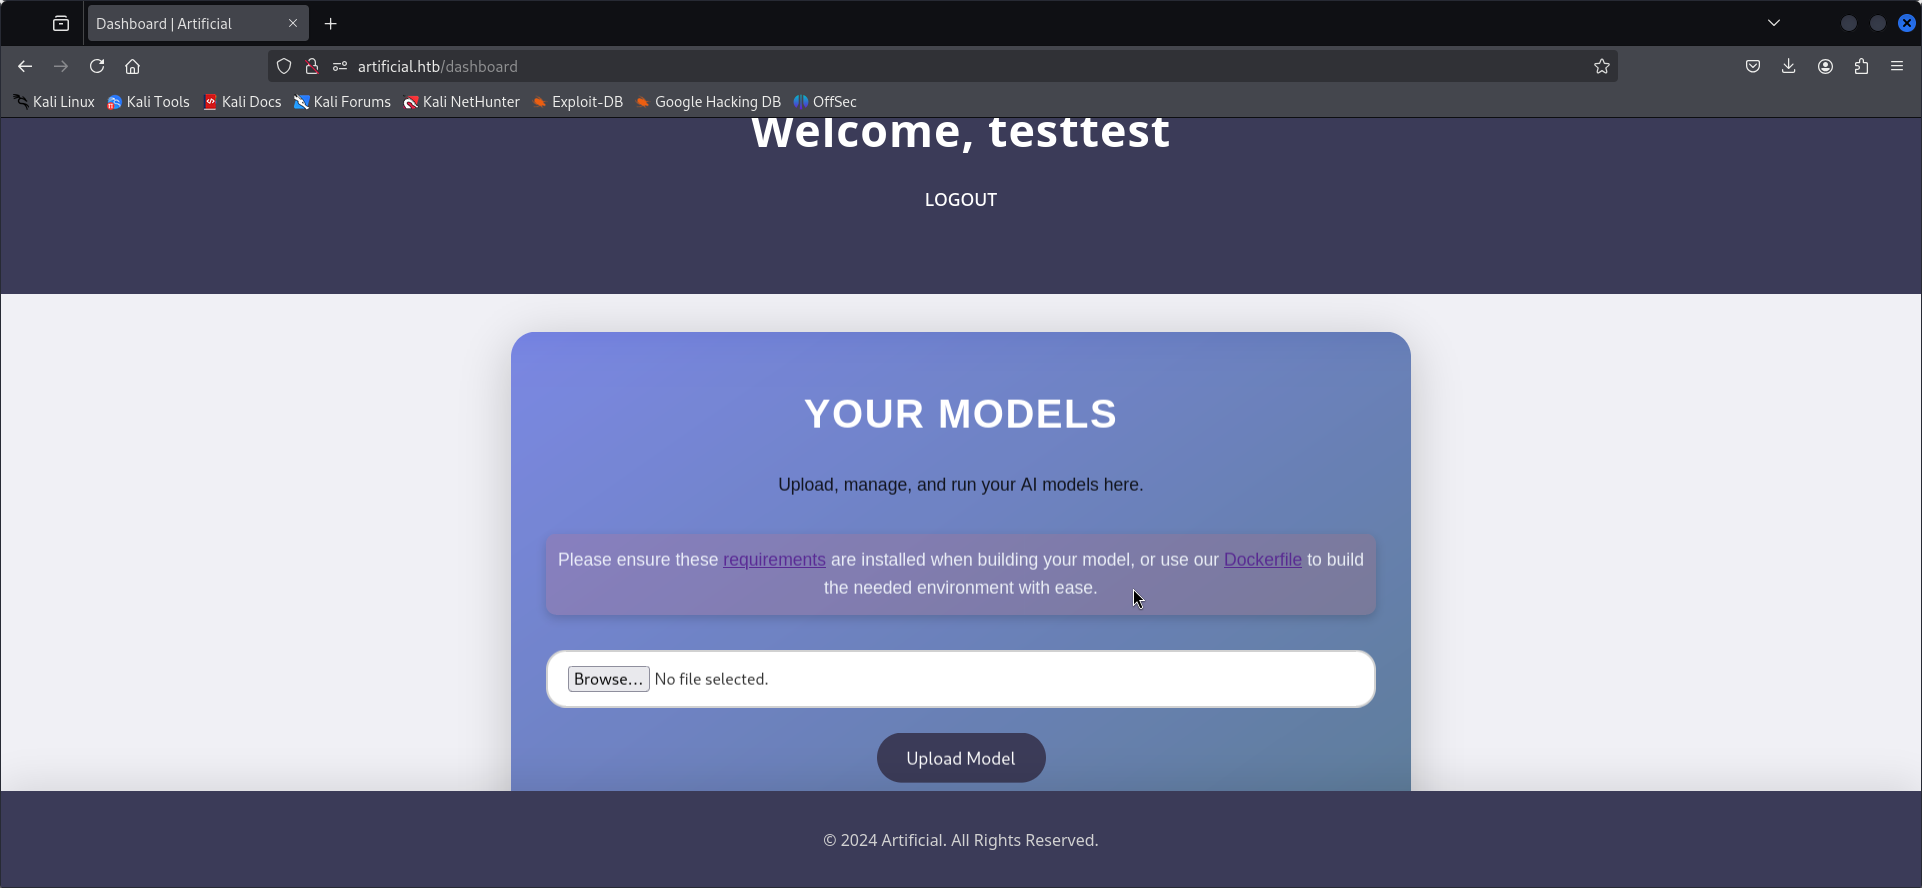 Dashboard | Artificial
artificial.htb/dashboard
Kali Linux Kali Tools Kali Docs Kali Forums Kali NetHunter Exploit-DB Google Hacking DB OffSec
Welcome, testtest
LOGOUT
YOUR MODELS
Upload, manage, and run your AI models here.
Please ensure these requirements are installed when building your model, or use our Dockerfile to build
the needed environment with ease.
Browse... No file selected.
Upload Model
© 2024 Artificial. All Rights Reserved.